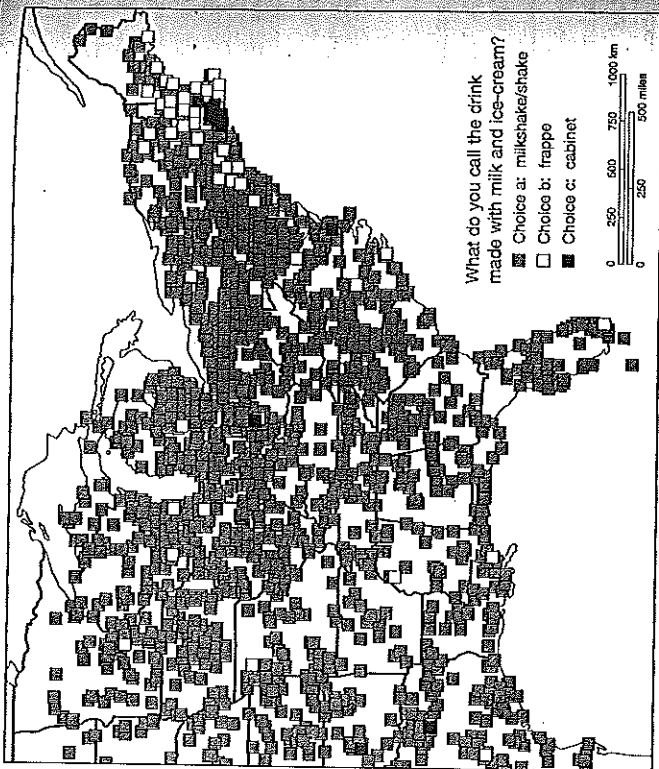 What do you call the drink
made with milk and ice-cream?
Choice a: milkshake/shake
Choice b: frappe
Choice c: cabinet
0 250 500 750 1000 km
0 250 500 miles